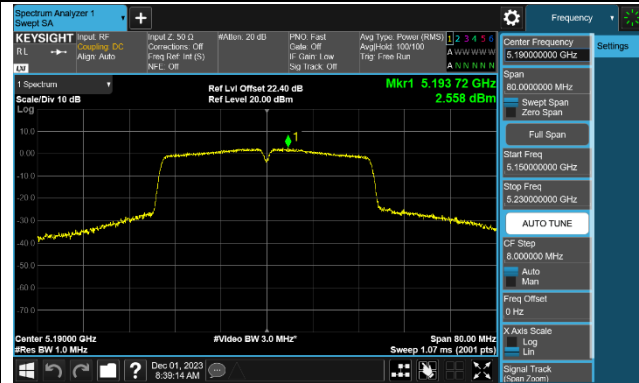 Spectrum Analyzer 1
Swept SA
Frequency
KEYSIGHT
RL
LXI
Input: RF
Coupling: DC
Align: Auto
Input Z: 50 Ω
Corrections: Off
Freq Ref: Int (S)
NFE: Off
#Atten: 20 dB
PNO: Fast
Gate: Off
IF Gain: Low
Sig Track: Off
Avg Type: Power (RMS)
Avg|Hold: 100/100
Trig: Free Run
1 2 3 4 5 6
A W W W W W
A N N N N N
1 Spectrum
Scale/Div 10 dB
Log
Ref Lvl Offset 22.40 dB
Ref Level 20.00 dBm
Mkr1 5.193 72 GHz
2.558 dBm
1
10.0
0.00
-10.0
-20.0
-30.0
-40.0
-50.0
-60.0
-70.0
Center 5.19000 GHz
#Res BW 1.0 MHz
#Video BW 3.0 MHz*
Span 80.00 MHz
Sweep 1.07 ms (2001 pts)
Dec 01, 2023
8:39:14 AM
Center Frequency
5.190000000 GHz
Settings
Span
80.0000000 MHz
Swept Span
Zero Span
Full Span
Start Freq
5.150000000 GHz
Stop Freq
5.230000000 GHz
AUTO TUNE
CF Step
8.000000 MHz
Auto
Man
Freq Offset
0 Hz
X Axis Scale
Log
Lin
Signal Track
(Span Zoom)